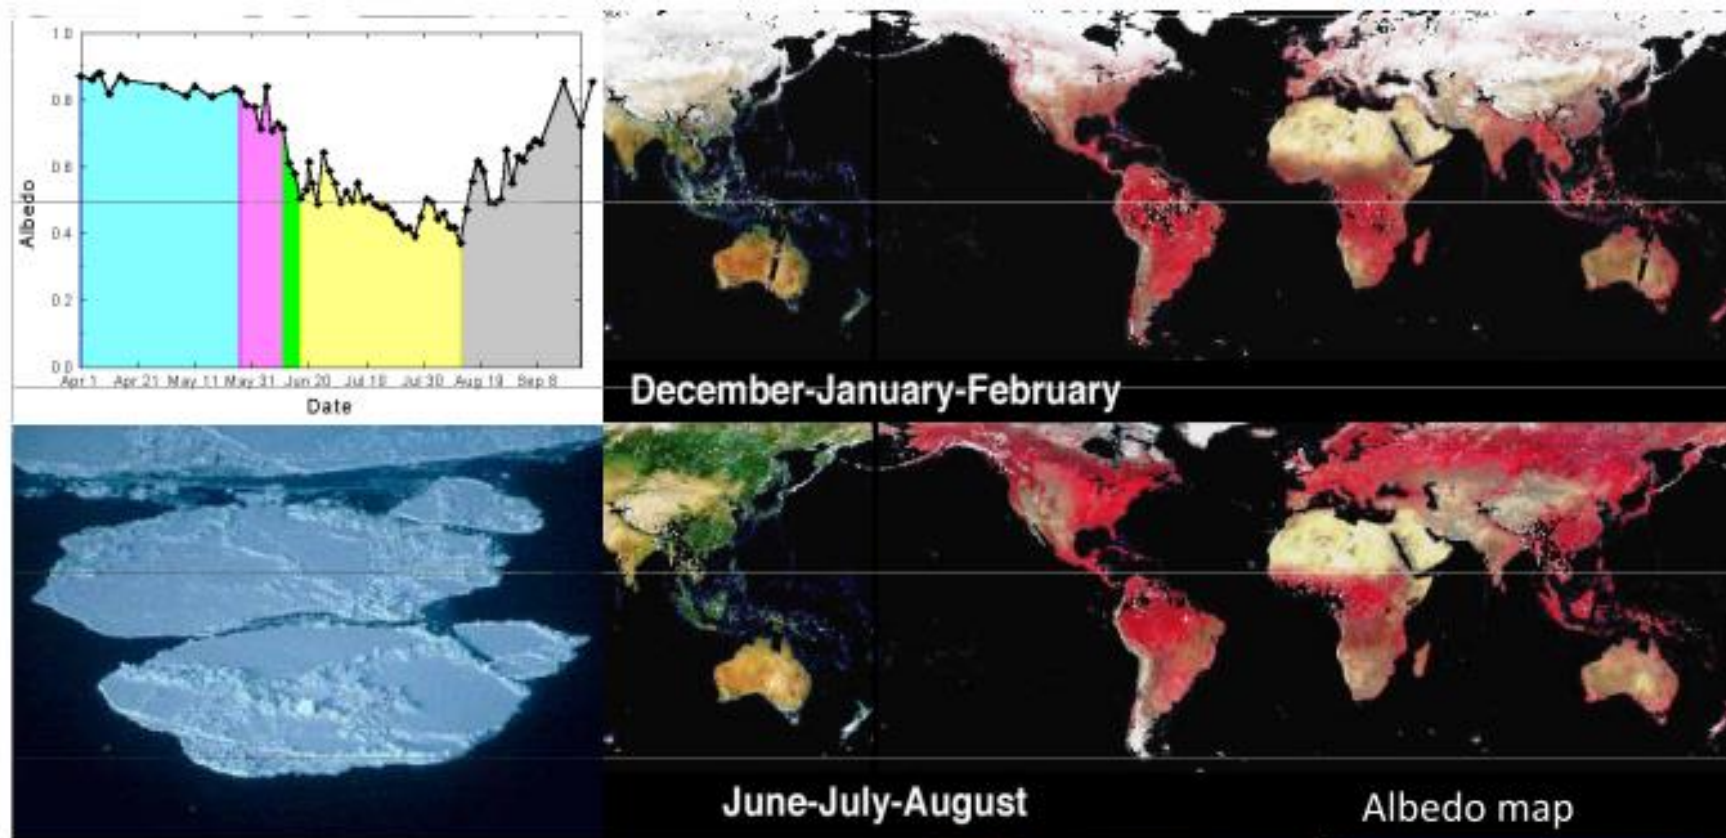 1.0
0.8
0.6
0.4
0.2
0.0
Albedo
Apr 1 Apr 21 May 11 May 31 Jun 20 Jul 10 Jul 30 Aug 19 Sep 8
Date
December-January-February
June-July-August
Albedo map